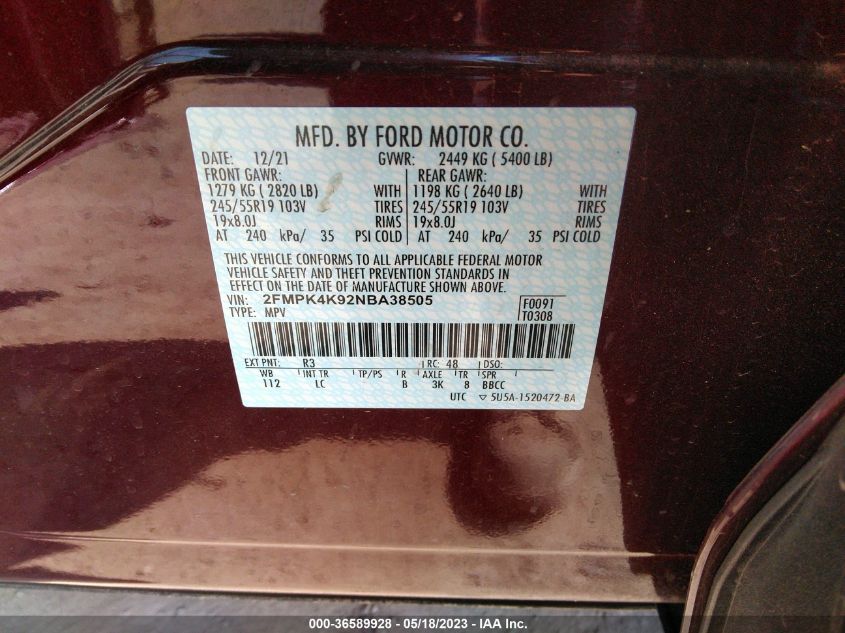 MFD. BY FORD MOTOR CO.
DATE: 12/21 GVWR: 2449 KG ( 5400 LB)
FRONT GAWR: REAR GAWR:
1279 KG ( 2820 LB) WITH 1198 KG ( 2640 LB) WITH
245/55R19 103V TIRES 245/55R19 103V TIRES
19x8.0J RIMS 19x8.0J RIMS
AT 240 kPa/ 35 PSI COLD AT 240 kPa/ 35 PSI COLD
THIS VEHICLE CONFORMS TO ALL APPLICABLE FEDERAL MOTOR
VEHICLE SAFETY AND THEFT PREVENTION STANDARDS IN
EFFECT ON THE DATE OF MANUFACTURE SHOWN ABOVE.
VIN: 2FMPK4K92NBA38505 F0091
TYPE: MPV T0308
EXT PNT: R3 RC: 48 DSO:
WB INT TR TP/PS R AXLE TR SPR
112 LC B 3K 8 BBCC
UTC ▽ 5U5A-1520472-BA
000-36589928 - 05/18/2023 - IAA Inc.